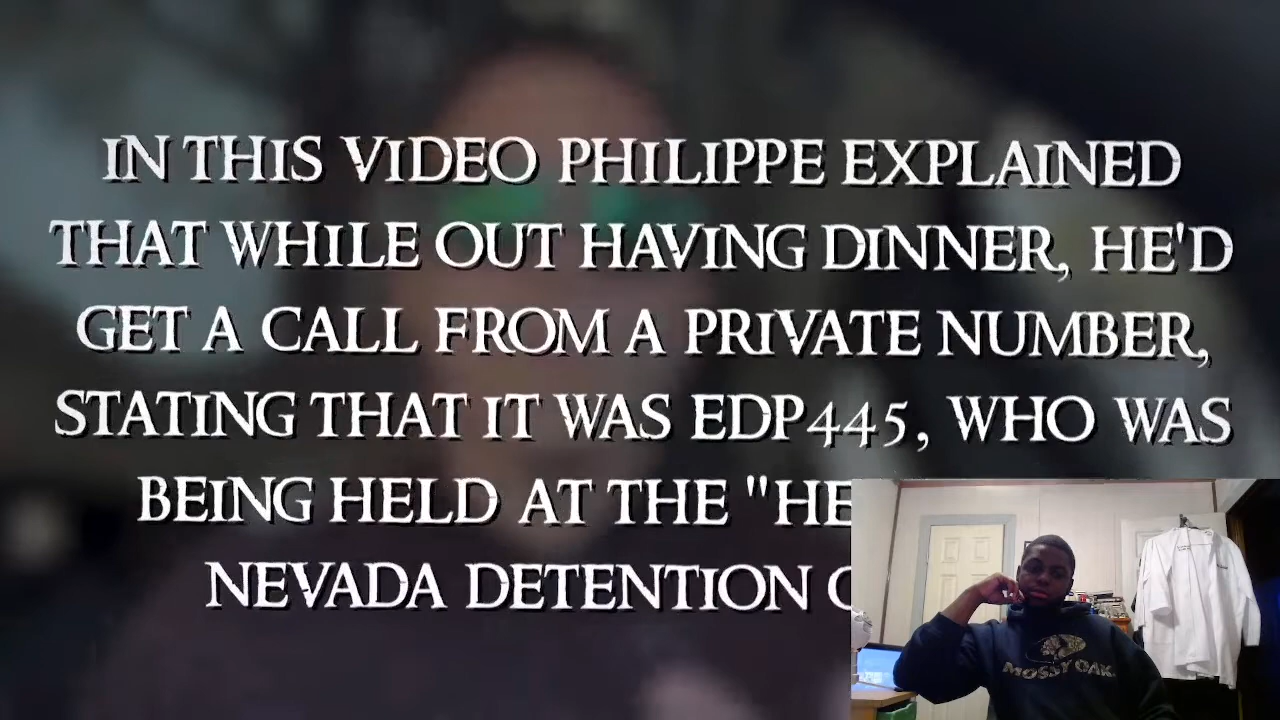 IN THIS VIDEO PHILIPPE EXPLAINED
THAT WHILE OUT HAVING DINNER, HE'D
GET A CALL FROM A PRIVATE NUMBER,
STATING THAT IT WAS EDP445, WHO WAS
BEING HELD AT THE "HE
NEVADA DETENTION C
MOSSY OAK